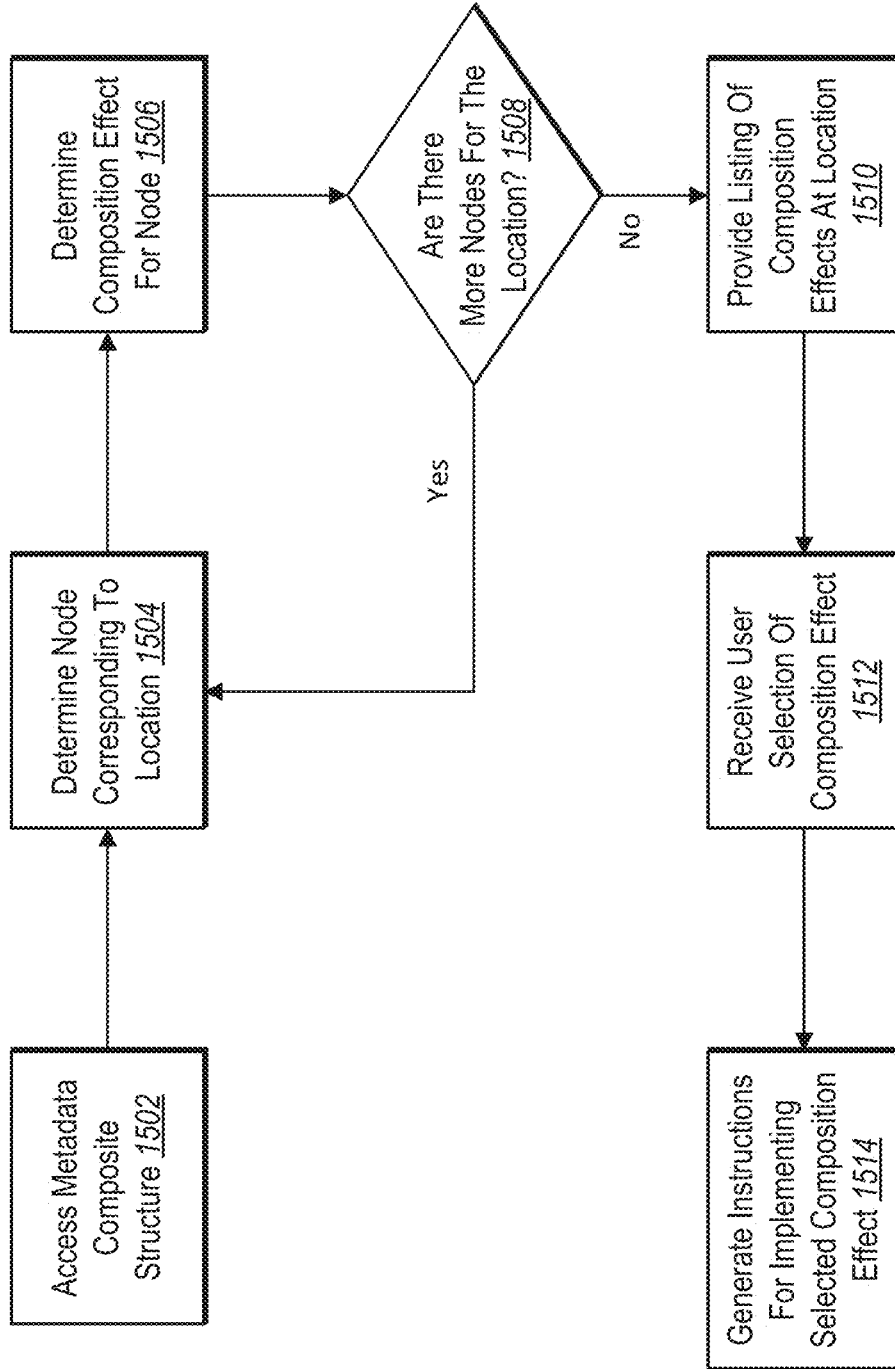 Access Metadata
Composite
Structure 1502
Determine Node
Corresponding To
Location 1504
Determine
Composition Effect
For Node 1506
Are There
More Nodes For The
Location? 1508
Yes
No
Provide Listing Of
Composition
Effects At Location
1510
Receive User
Selection Of
Composition Effect
1512
Generate Instructions
For Implementing
Selected Composition
Effect 1514